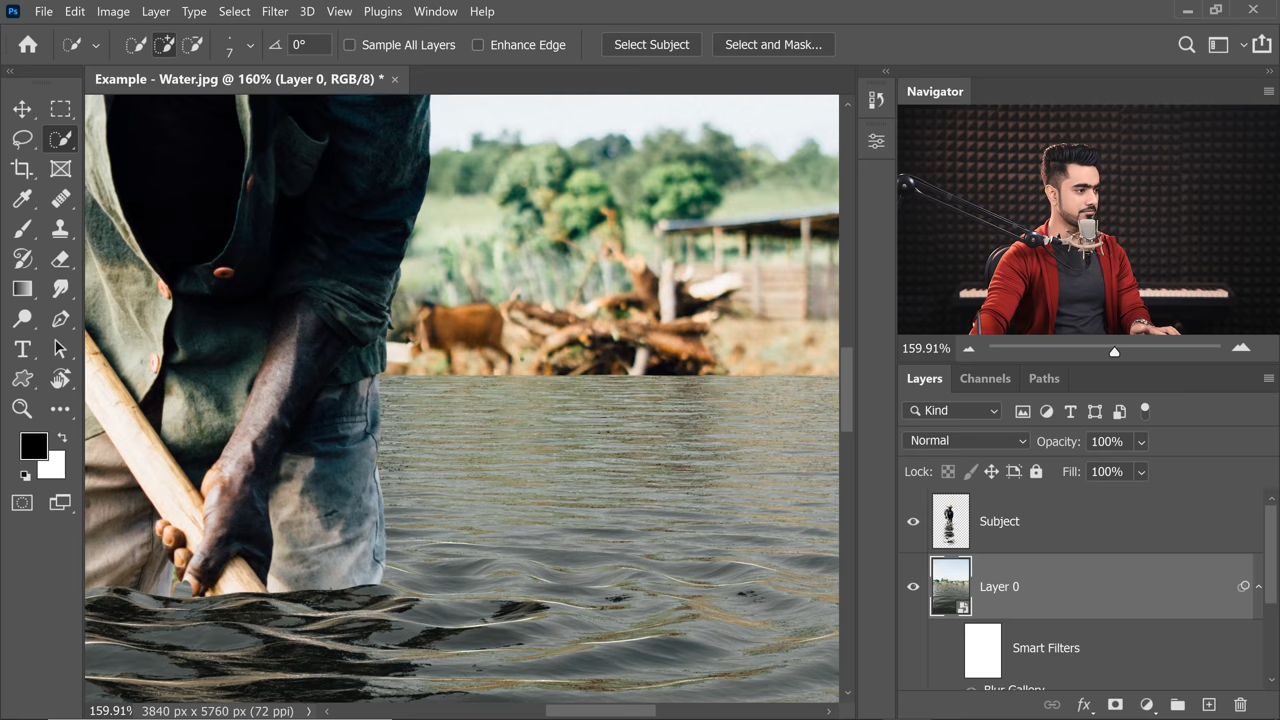 Ps File Edit Image Layer Type Select Filter 3D View Plugins Window Help
7 0° Sample All Layers Enhance Edge Select Subject Select and Mask...
Example - Water.jpg @ 160% (Layer 0, RGB/8) * ×
Navigator
159.91%
Layers Channels Paths
Kind
Normal Opacity: 100%
Lock: Fill: 100%
Subject
Layer 0
Smart Filters
Blur Gallery
159.91% 3840 px x 5760 px (72 ppi)